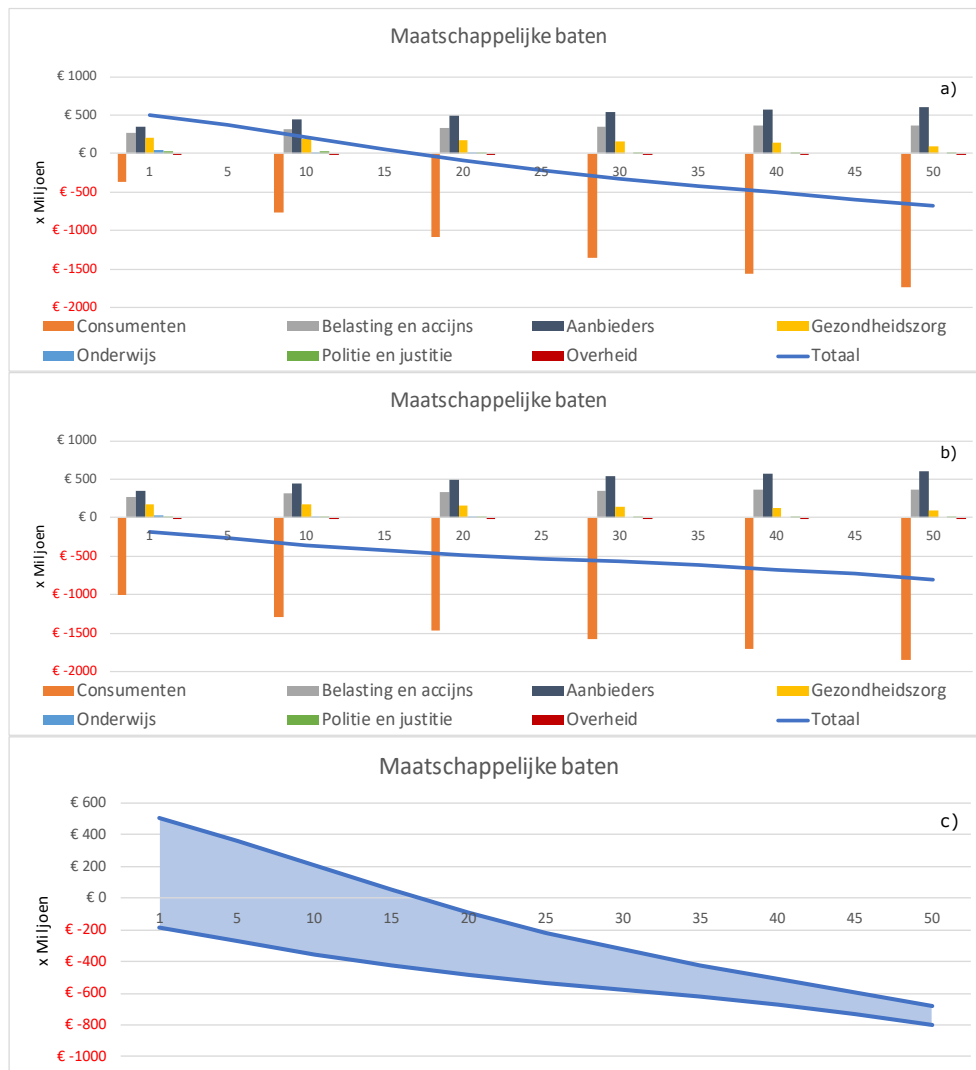 Maatschappelijke baten
a)
€ 1000
€ 500
€ 0
€ -500
€ -1000
€ -1500
€ -2000
x Miljoen
1 5 10 15 20 25 30 35 40 45 50
Consumenten Belasting en accijns Aanbieders Gezondheidszorg
Onderwijs Politie en justitie Overheid Totaal
Maatschappelijke baten
b)
€ 1000
€ 500
€ 0
€ -500
€ -1000
€ -1500
€ -2000
x Miljoen
1 5 10 15 20 25 30 35 40 45 50
Consumenten Belasting en accijns Aanbieders Gezondheidszorg
Onderwijs Politie en justitie Overheid Totaal
Maatschappelijke baten
c)
€ 600
€ 400
€ 200
€ 0
€ -200
€ -400
€ -600
€ -800
€ -1000
x Miljoen
1 5 10 15 20 25 30 35 40 45 50